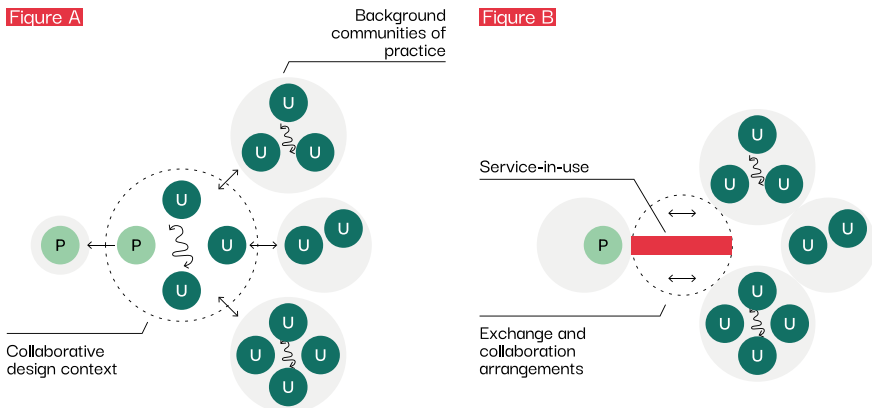 Figure A
Background
communities of
practice
U
U
U
U
U
U
U
P
P
U
U
U
U
U
U
Collaborative
design context
Figure B
Service-in-use
U
U
U
U
U
P
U
U
U
U
Exchange and
collaboration
arrangements